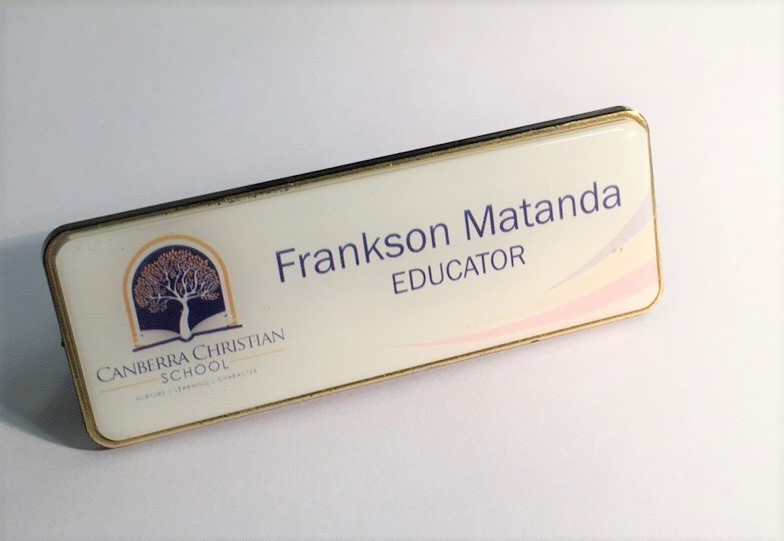 Frankson Matanda
EDUCATOR
CANBERRA CHRISTIAN
SCHOOL
NURTURE | LEARNING | CHARACTER